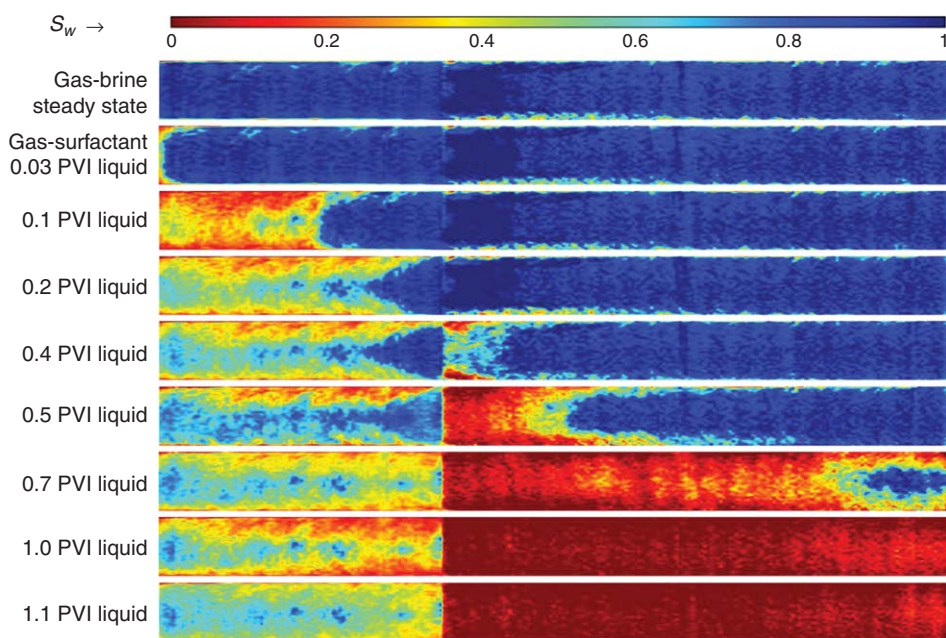 S_w →
0 0.2 0.4 0.6 0.8 1
Gas-brine
steady state
Gas-surfactant
0.03 PVI liquid
0.1 PVI liquid
0.2 PVI liquid
0.4 PVI liquid
0.5 PVI liquid
0.7 PVI liquid
1.0 PVI liquid
1.1 PVI liquid